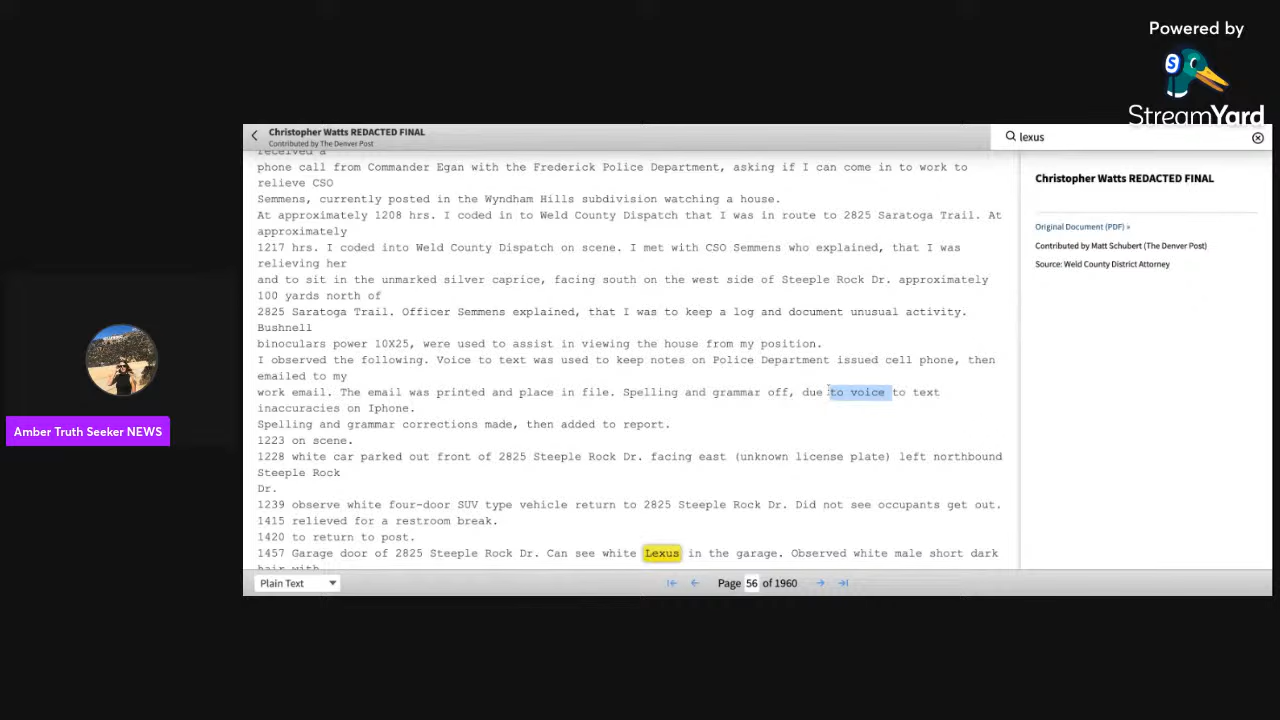 Powered by
S
StreamYard
Christopher Watts REDACTED FINAL
Contributed by The Denver Post
lexus
received a
phone call from Commander Egan with the Frederick Police Department, asking if I can come in to work to
relieve CSO
Semmens, currently posted in the Wyndham Hills subdivision watching a house.
At approximately 1208 hrs. I coded in to Weld County Dispatch that I was in route to 2825 Saratoga Trail. At
approximately
1217 hrs. I coded into Weld County Dispatch on scene. I met with CSO Semmens who explained, that I was
relieving her
and to sit in the unmarked silver caprice, facing south on the west side of Steeple Rock Dr. approximately
100 yards north of
2825 Saratoga Trail. Officer Semmens explained, that I was to keep a log and document unusual activity.
Bushnell
binoculars power 10X25, were used to assist in viewing the house from my position.
I observed the following. Voice to text was used to keep notes on Police Department issued cell phone, then
emailed to my
work email. The email was printed and place in file. Spelling and grammar off, due to voice to text
inaccuracies on Iphone.
Spelling and grammar corrections made, then added to report.
1223 on scene.
1228 white car parked out front of 2825 Steeple Rock Dr. facing east (unknown license plate) left northbound
Steeple Rock
Dr.
1239 observe white four-door SUV type vehicle return to 2825 Steeple Rock Dr. Did not see occupants get out.
1415 relieved for a restroom break.
1420 to return to post.
1457 Garage door of 2825 Steeple Rock Dr. Can see white Lexus in the garage. Observed white male short dark
hair with
Christopher Watts REDACTED FINAL
Original Document (PDF) »
Contributed by Matt Schubert (The Denver Post)
Source: Weld County District Attorney
Amber Truth Seeker NEWS
Plain Text
Page 56 of 1960